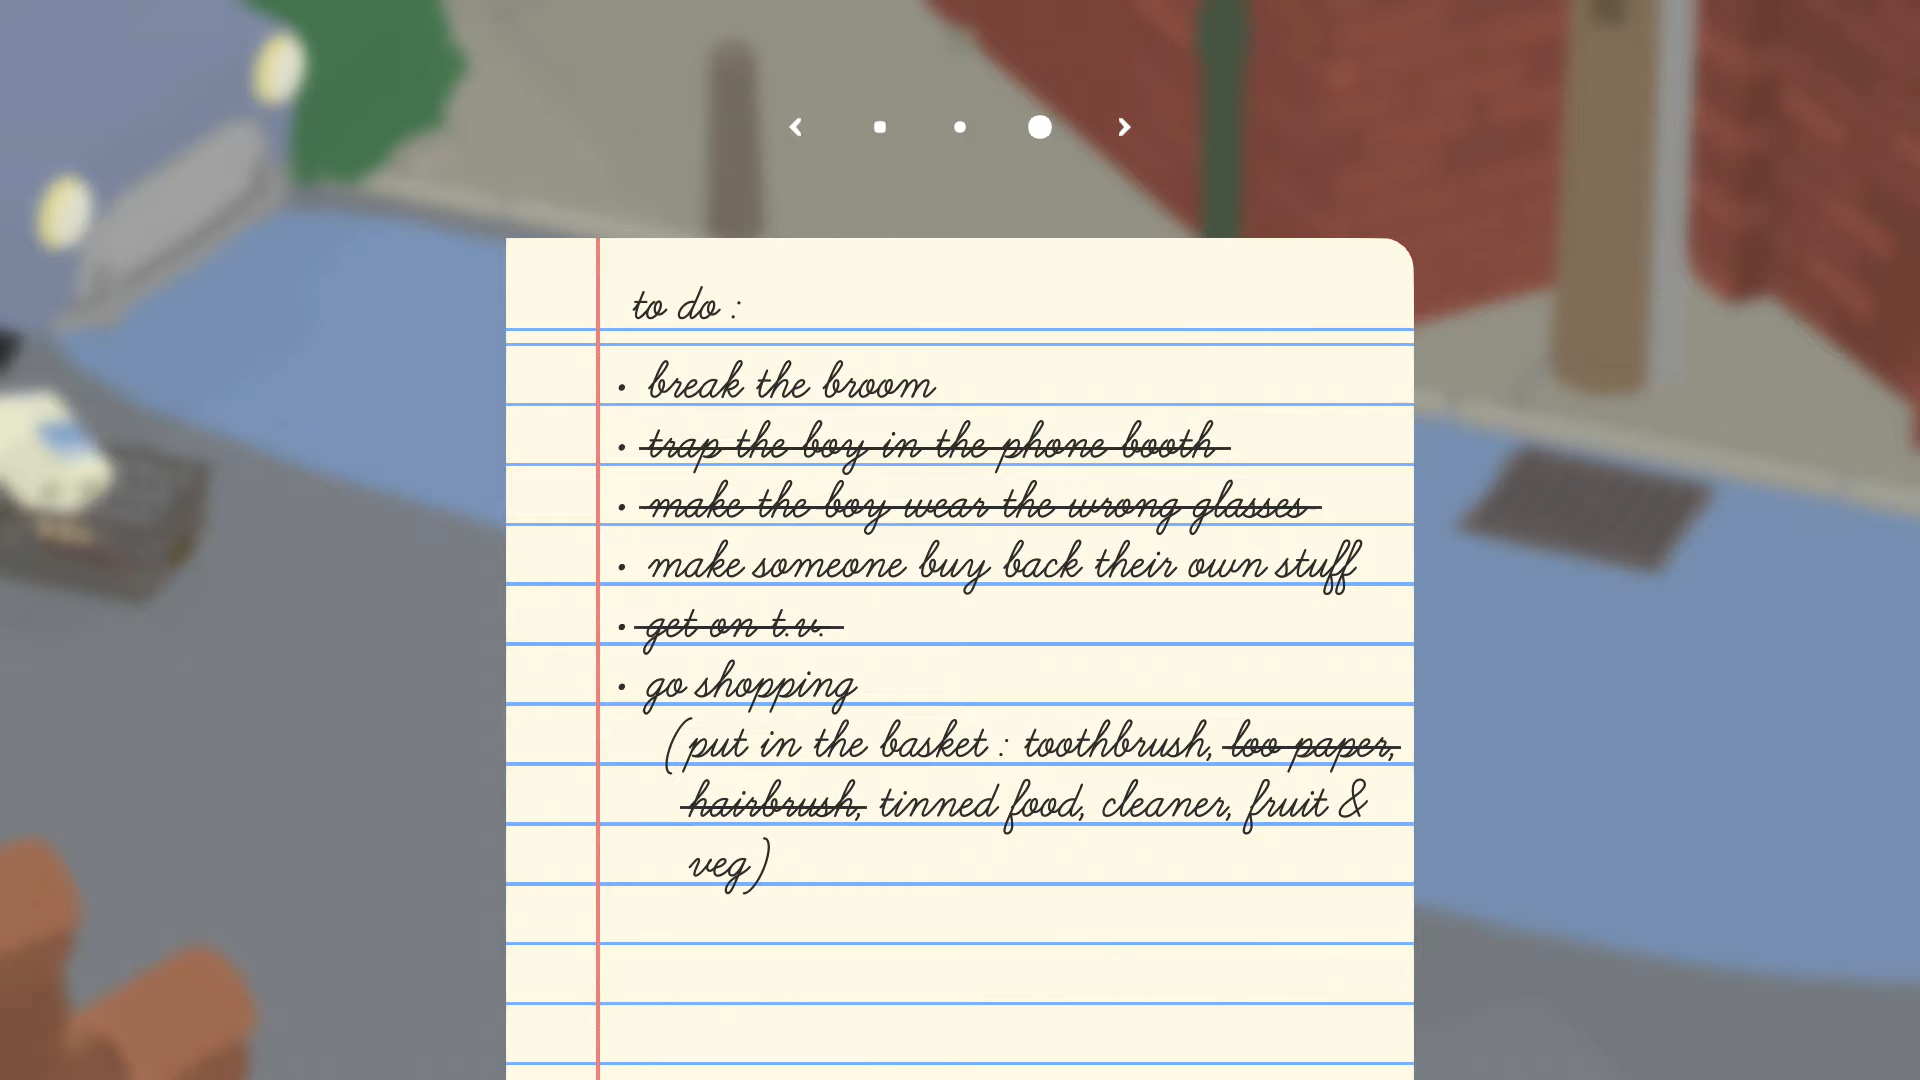 to do :
• break the broom
• trap the boy in the phone booth
• make the boy wear the wrong glasses
• make someone buy back their own stuff
• get on t.v.
• go shopping
(put in the basket : toothbrush, loo paper,
hairbrush, tinned food, cleaner, fruit &
veg)